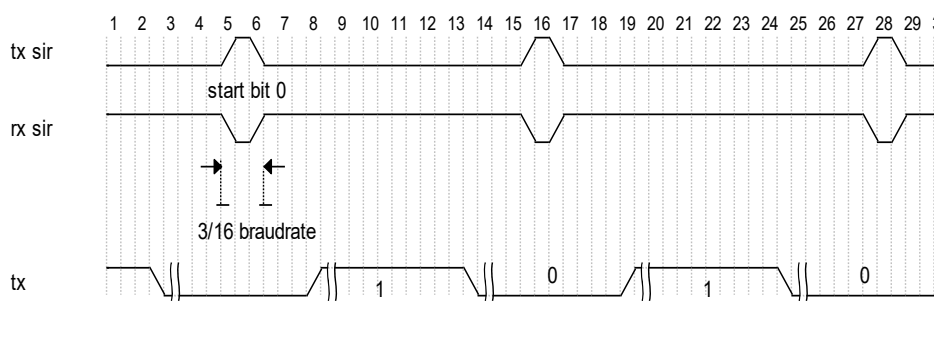 1 2 3 4 5 6 7 8 9 10 11 12 13 14 15 16 17 18 19 20 21 22 23 24 25 26 27 28 29
tx sir
start bit 0
rx sir
3/16 braudrate
tx 1 0 1 0